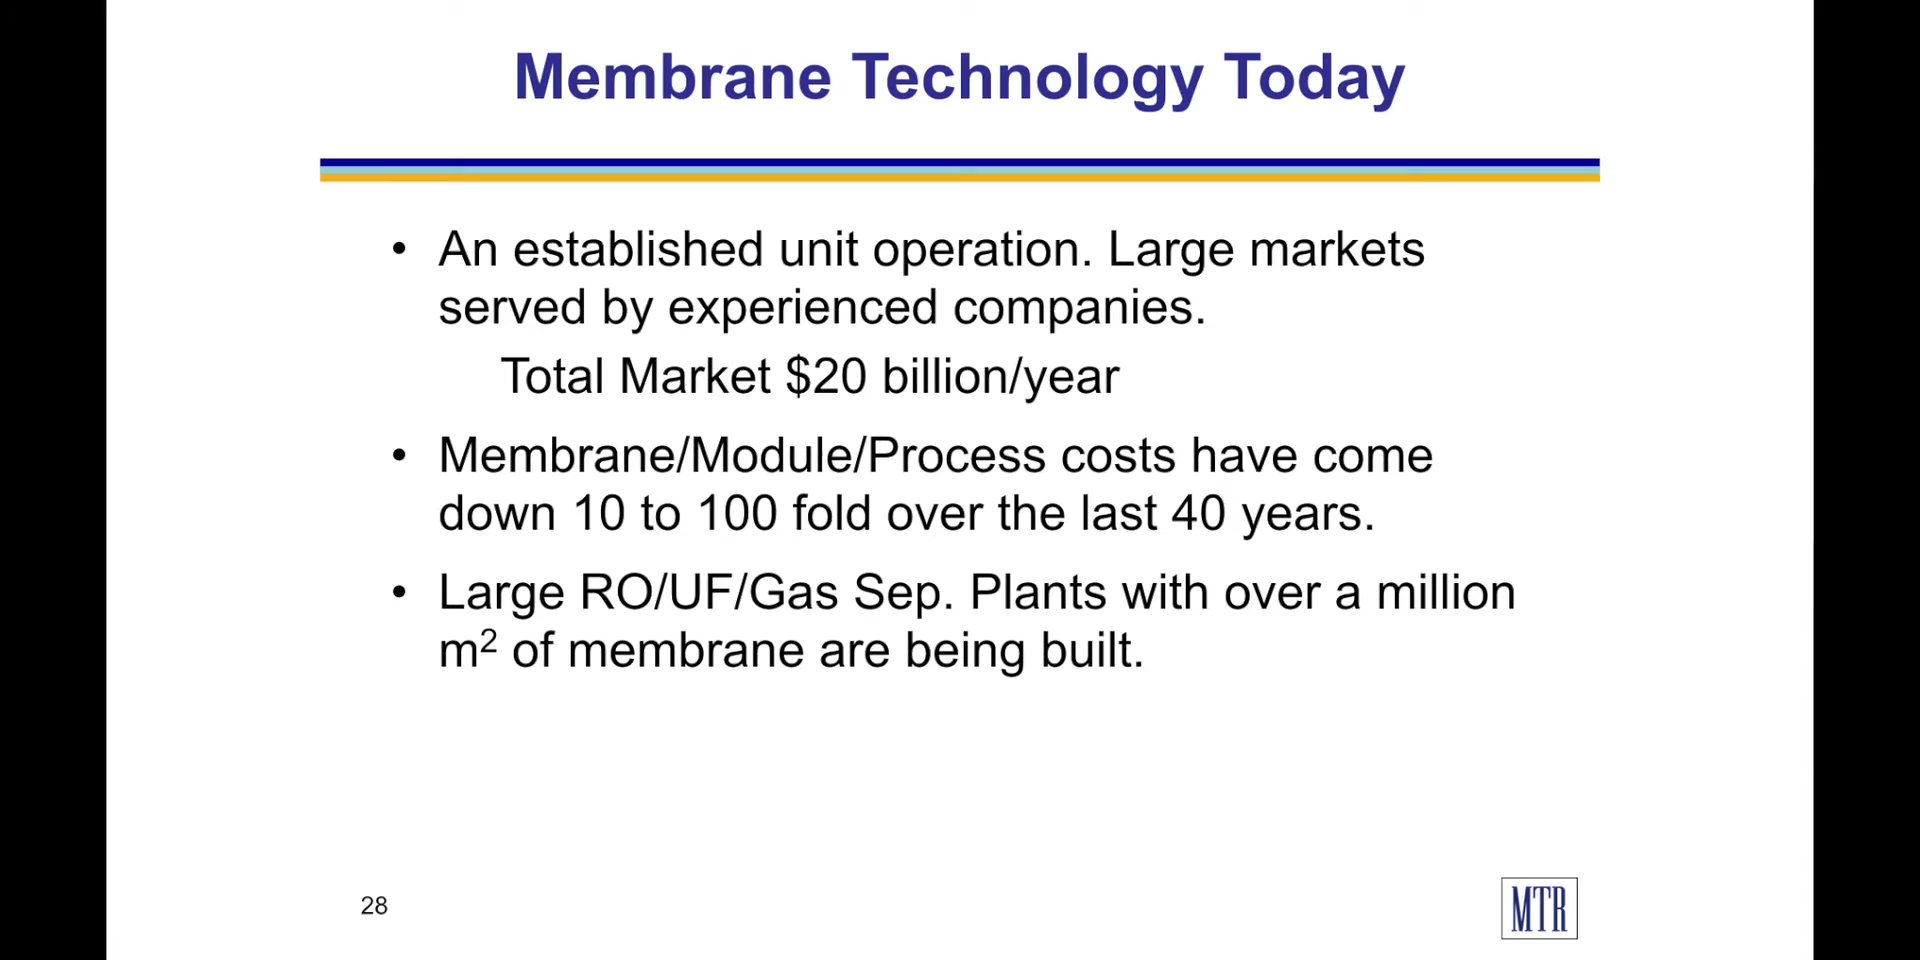 Membrane Technology Today
• An established unit operation. Large markets
served by experienced companies.
Total Market $20 billion/year
• Membrane/Module/Process costs have come
down 10 to 100 fold over the last 40 years.
• Large RO/UF/Gas Sep. Plants with over a million
m² of membrane are being built.
28
MTR